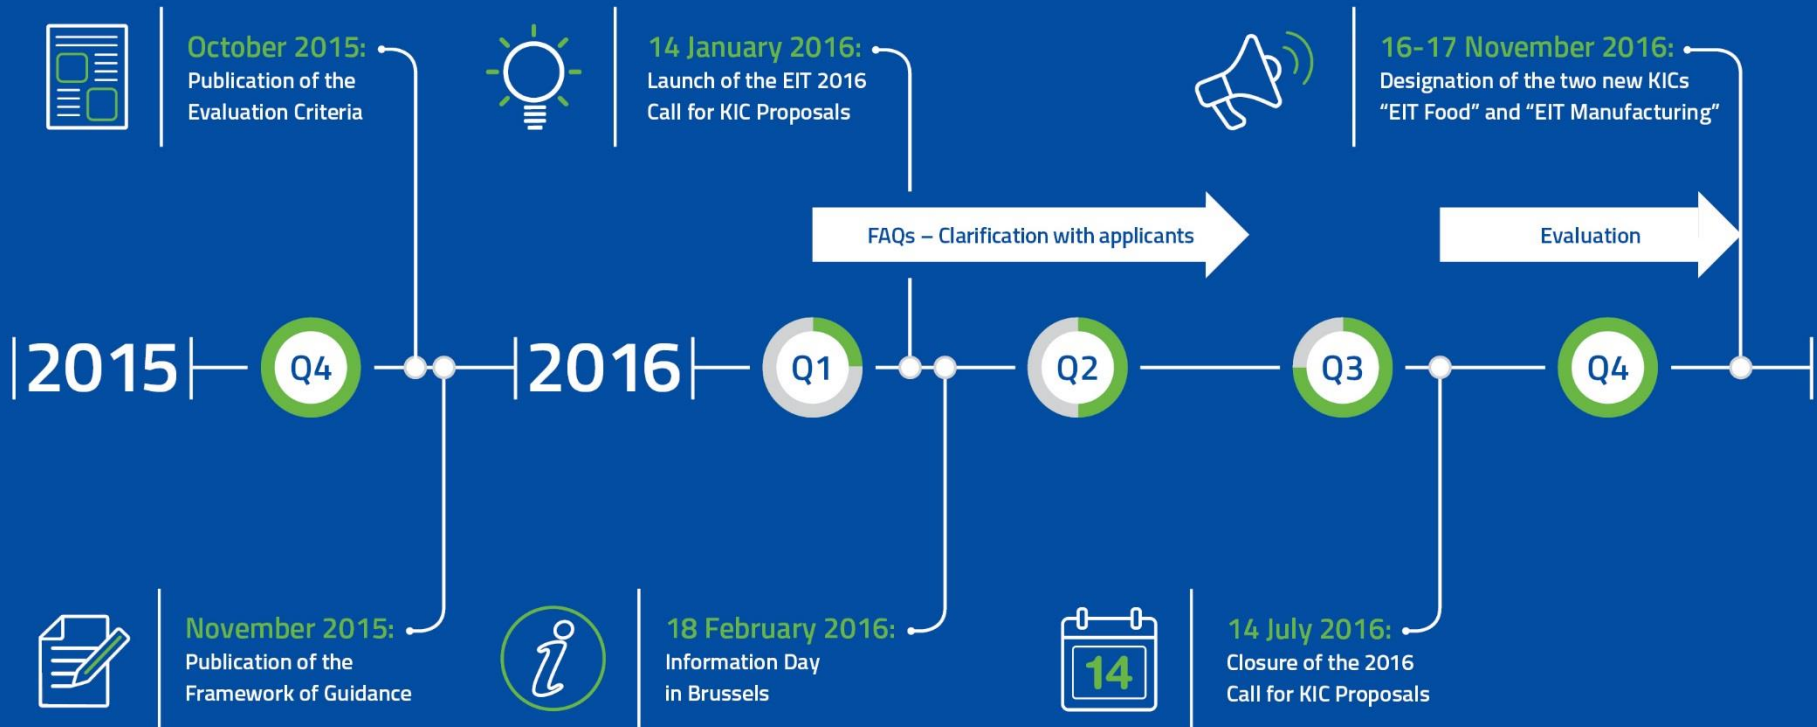 October 2015:
Publication of the
Evaluation Criteria
14 January 2016:
Launch of the EIT 2016
Call for KIC Proposals
16-17 November 2016:
Designation of the two new KICs
“EIT Food” and “EIT Manufacturing”
FAQs – Clarification with applicants
Evaluation
2015
Q4
2016
Q1
Q2
Q3
Q4
November 2015:
Publication of the
Framework of Guidance
18 February 2016:
Information Day
in Brussels
14
14 July 2016:
Closure of the 2016
Call for KIC Proposals